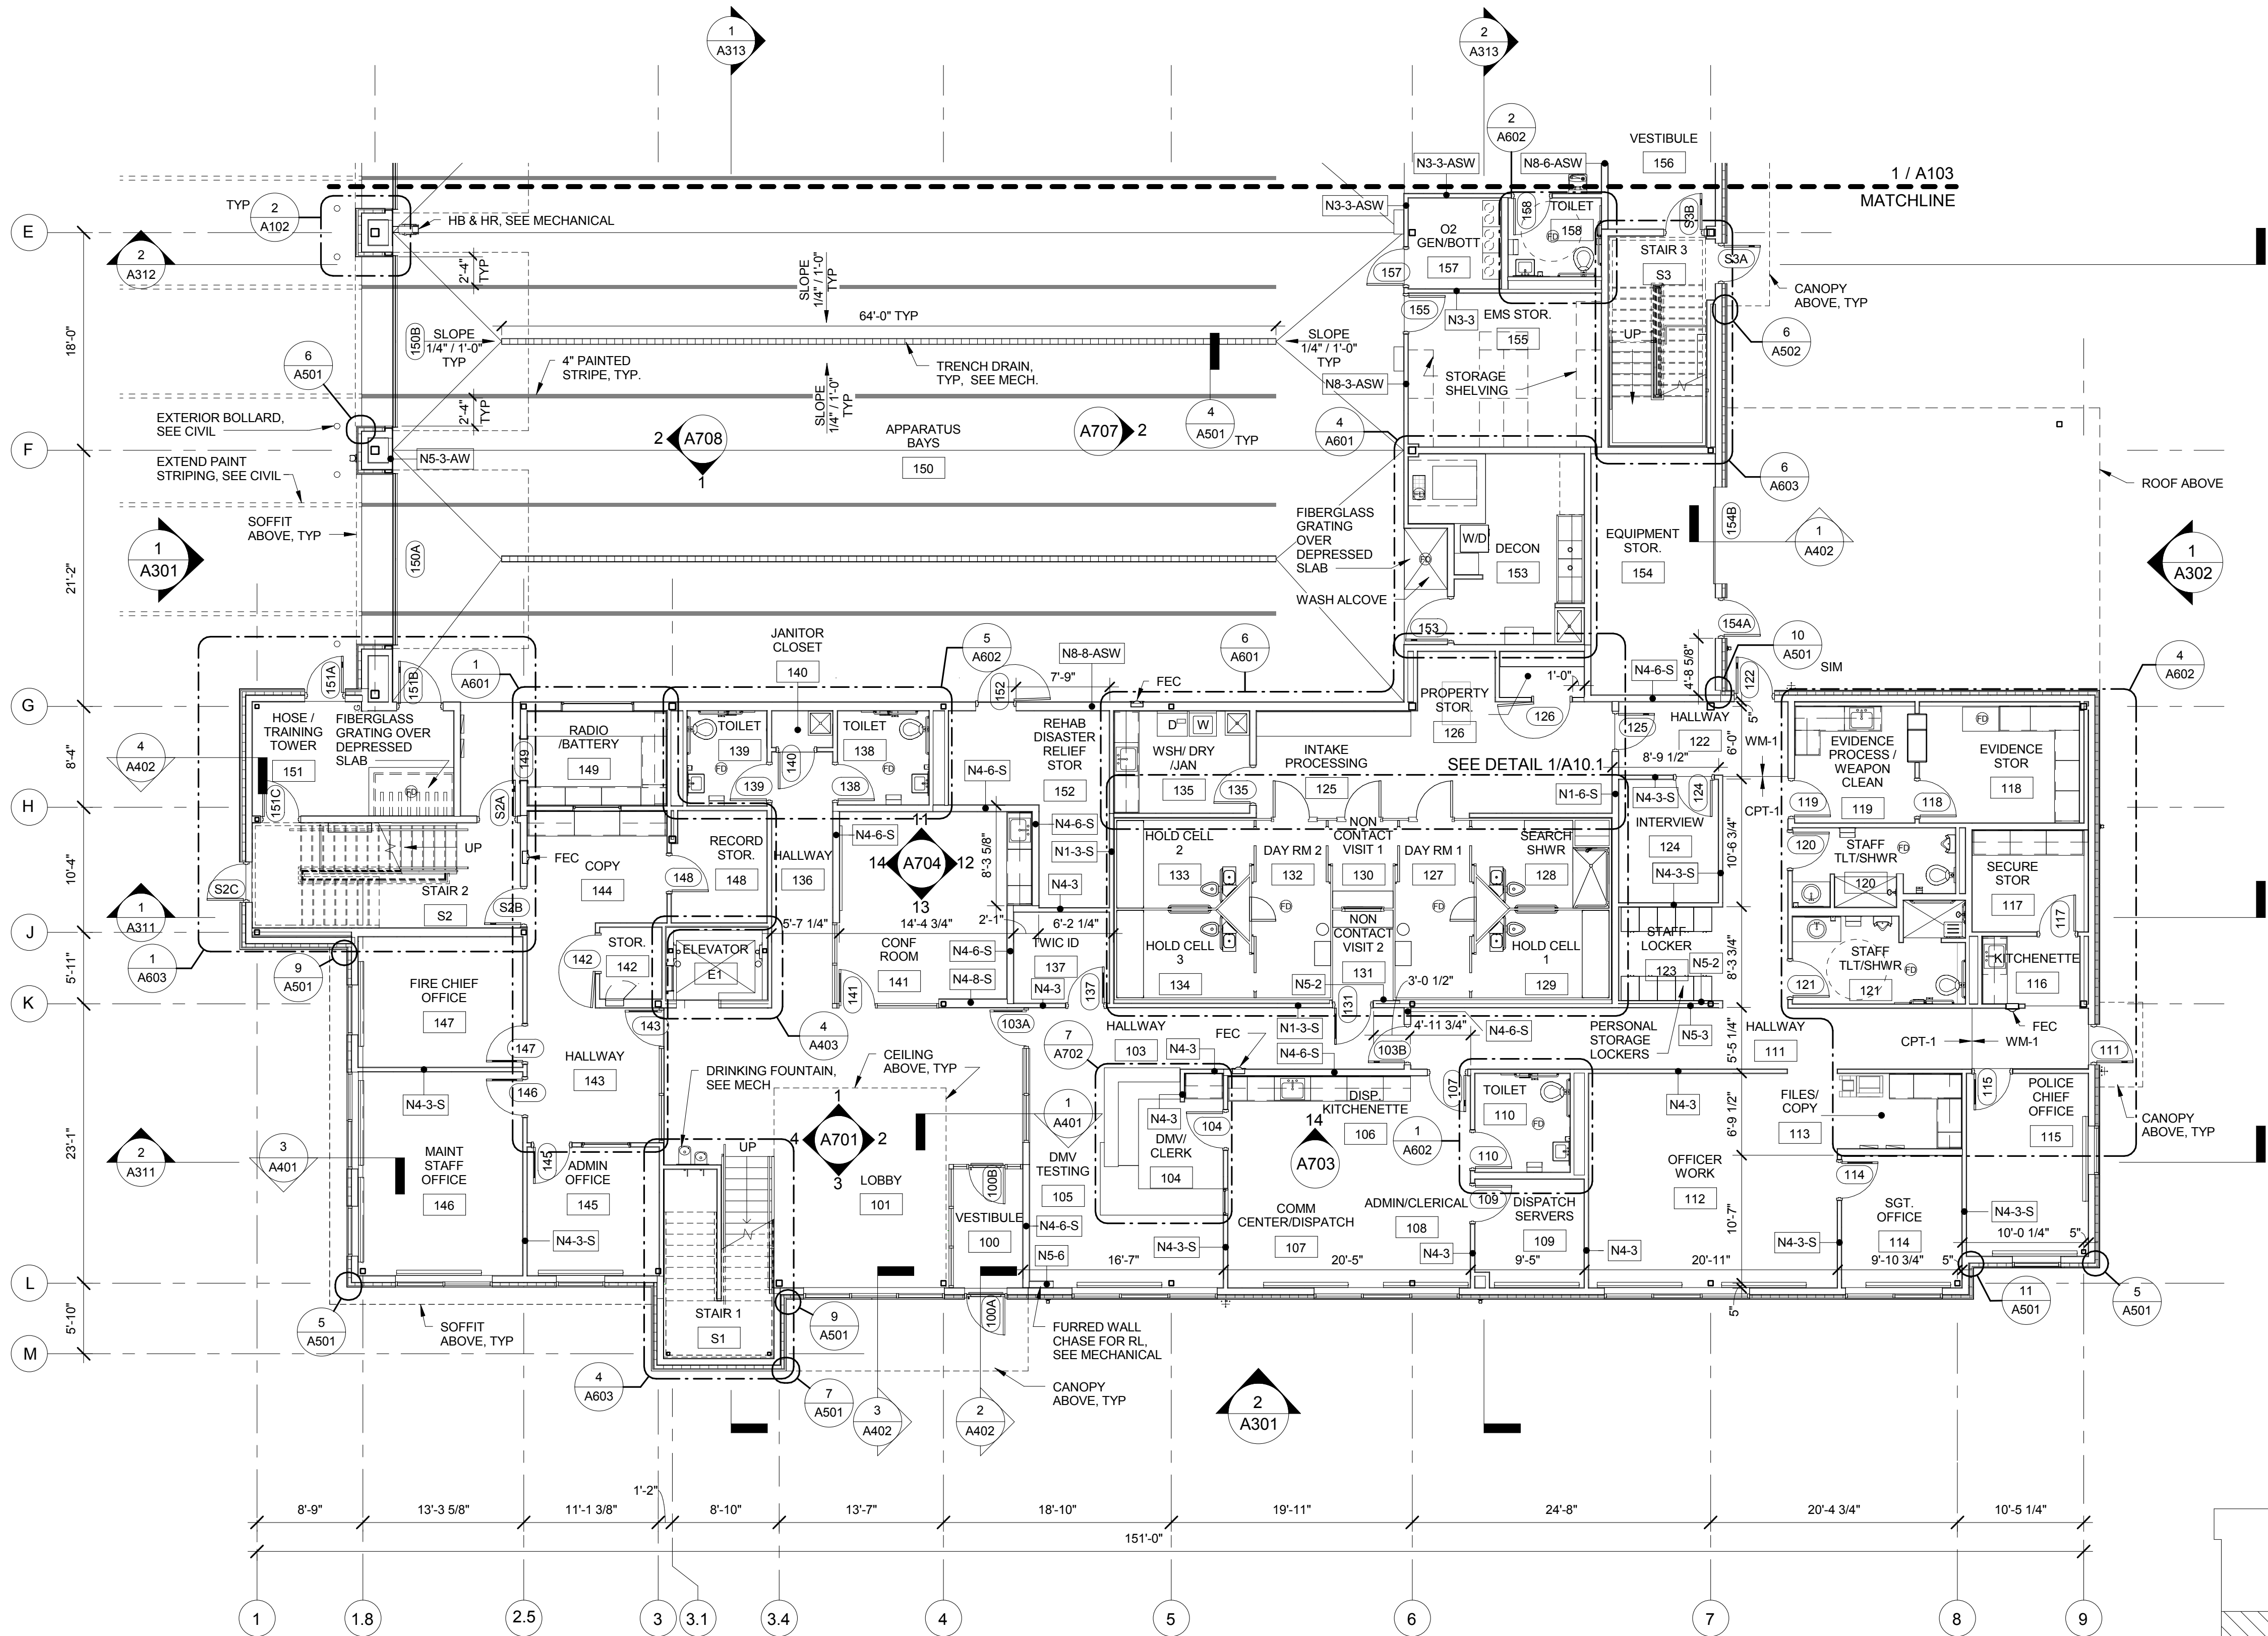 1
A313
2
A313
2
A602
VESTIBULE
156
N3-3-ASW
N8-6-ASW
1 / A103
MATCHLINE
TYP
2
A102
HB & HR, SEE MECHANICAL
N3-3-ASW
O2
GEN/BOTT
157
158
TOILET
158
FD
S3B
STAIR 3
S3
S3A
E
2
A312
2'-4"
TYP
SLOPE
1/4" / 1'-0"
TYP
157
CANOPY
ABOVE, TYP
64'-0" TYP
155
N3-3
EMS STOR.
155
UP
6
A502
18'-0"
150B
SLOPE
1/4" / 1'-0"
TYP
SLOPE
1/4" / 1'-0"
TYP
6
A501
4" PAINTED
STRIPE, TYP.
TRENCH DRAIN,
TYP, SEE MECH.
N8-3-ASW
STORAGE
SHELVING
2'-4"
TYP
SLOPE
1/4" / 1'-0"
TYP
4
A501
TYP
4
A601
EXTERIOR BOLLARD,
SEE CIVIL
F
2
A708
1
A707
2
APPARATUS
BAYS
150
N5-3-AW
EXTEND PAINT
STRIPING, SEE CIVIL
6
A603
ROOF ABOVE
SOFFIT
ABOVE, TYP
FIBERGLASS
GRATING
OVER
DEPRESSED
SLAB
W/D
DECON
153
EQUIPMENT
STOR.
154
154B
1
A402
1
A301
150A
FD
1
A302
21'-2"
WASH ALCOVE
153
154A
JANITOR
CLOSET
140
5
A602
N8-8-ASW
6
A601
10
A501
SIM
4
A602
1
A601
151A
151B
7'-9"
152
FEC
1'-0"
N4-6-S
4'-8 5/8"
122
G
HOSE /
TRAINING
TOWER
151
FIBERGLASS
GRATING OVER
DEPRESSED
SLAB
FD
149
RADIO
/BATTERY
149
TOILET
139
FD
TOILET
138
FD
REHAB
DISASTER
RELIEF
STOR
152
D
W
WSH/ DRY
/JAN
135
INTAKE
PROCESSING
125
PROPERTY
STOR.
126
126
125
HALLWAY
122
5"
6'-0"
WM-1
8'-9 1/2"
SEE DETAIL 1/A10.1
EVIDENCE
PROCESS /
WEAPON
CLEAN
119
FD
EVIDENCE
STOR
118
8'-4"
4
A402
151C
S2A
139
140
138
N4-6-S
135
N1-6-S
N4-3-S
124
CPT-1
119
118
H
UP
FEC
COPY
144
RECORD
STOR.
148
148
HALLWAY
136
N4-6-S
11
14
A704
12
13
8'-3 5/8"
N4-6-S
N1-3-S
N4-3
HOLD CELL
2
133
DAY RM 2
132
FD
NON
CONTACT
VISIT 1
130
DAY RM 1
127
FD
SEARCH
SHWR
128
INTERVIEW
124
N4-3-S
10'-6 3/4"
120
STAFF
TLT/SHWR
120
FD
SECURE
STOR
117
117
10'-4"
S2C
STAIR 2
S2
S2B
1
A311
J
1
A603
9
A501
STOR.
142
142
ELEVATOR
E1
5'-7 1/4"
14'-4 3/4"
2'-1"
6'-2 1/4"
CONF
ROOM
141
141
N4-6-S
N4-8-S
TWIC ID
137
N4-3
137
HOLD CELL
3
134
NON
CONTACT
VISIT 2
131
N5-2
131
3'-0 1/2"
HOLD CELL
1
129
STAFF
LOCKER
123
N5-2
8'-3 3/4"
STAFF
TLT/SHWR
121
FD
121
KITCHENETTE
116
5'-11"
K
FIRE CHIEF
OFFICE
147
147
143
4
A403
103A
HALLWAY
103
FEC
N1-3-S
4'-11 3/4"
103B
N4-6-S
PERSONAL
STORAGE
LOCKERS
N5-3
5'-5 1/4"
HALLWAY
111
FEC
CPT-1
WM-1
111
HALLWAY
143
7
A702
N4-3
N4-6-S
CEILING
ABOVE, TYP
DRINKING FOUNTAIN,
SEE MECH
N4-3-S
146
107
TOILET
110
FD
N4-3
FILES/
COPY
113
115
POLICE
CHIEF
OFFICE
115
CANOPY
ABOVE, TYP
23'-1"
3
A401
2
A311
MAINT
STAFF
OFFICE
146
145
ADMIN
OFFICE
145
UP
1
4
A701
2
3
LOBBY
101
1
A401
N4-3
DMV/
CLERK
104
104
DISP.
KITCHENETTE
106
14
A703
1
A602
110
6'-9 1/2"
DMV
TESTING
105
100B
VESTIBULE
100
OFFICER
WORK
112
114
SGT.
OFFICE
114
N4-3-S
N4-6-S
COMM
CENTER/DISPATCH
107
ADMIN/CLERICAL
108
109
DISPATCH
SERVERS
109
10'-7"
N4-3-S
N5-6
N4-3-S
N4-3
N4-3
N4-3-S
16'-7"
20'-5"
9'-5"
20'-11"
9'-10 3/4"
5"
10'-0 1/4"
5"
L
5
A501
SOFFIT
ABOVE, TYP
STAIR 1
S1
9
A501
100A
FURRED WALL
CHASE FOR RL,
SEE MECHANICAL
5"
11
A501
5
A501
5'-10"
M
4
A603
7
A501
3
A402
2
A402
CANOPY
ABOVE, TYP
2
A301
8'-9"
13'-3 5/8"
11'-1 3/8"
1'-2"
8'-10"
13'-7"
18'-10"
19'-11"
24'-8"
20'-4 3/4"
10'-5 1/4"
151'-0"
1
1.8
2.5
3
3.1
3.4
4
5
6
7
8
9